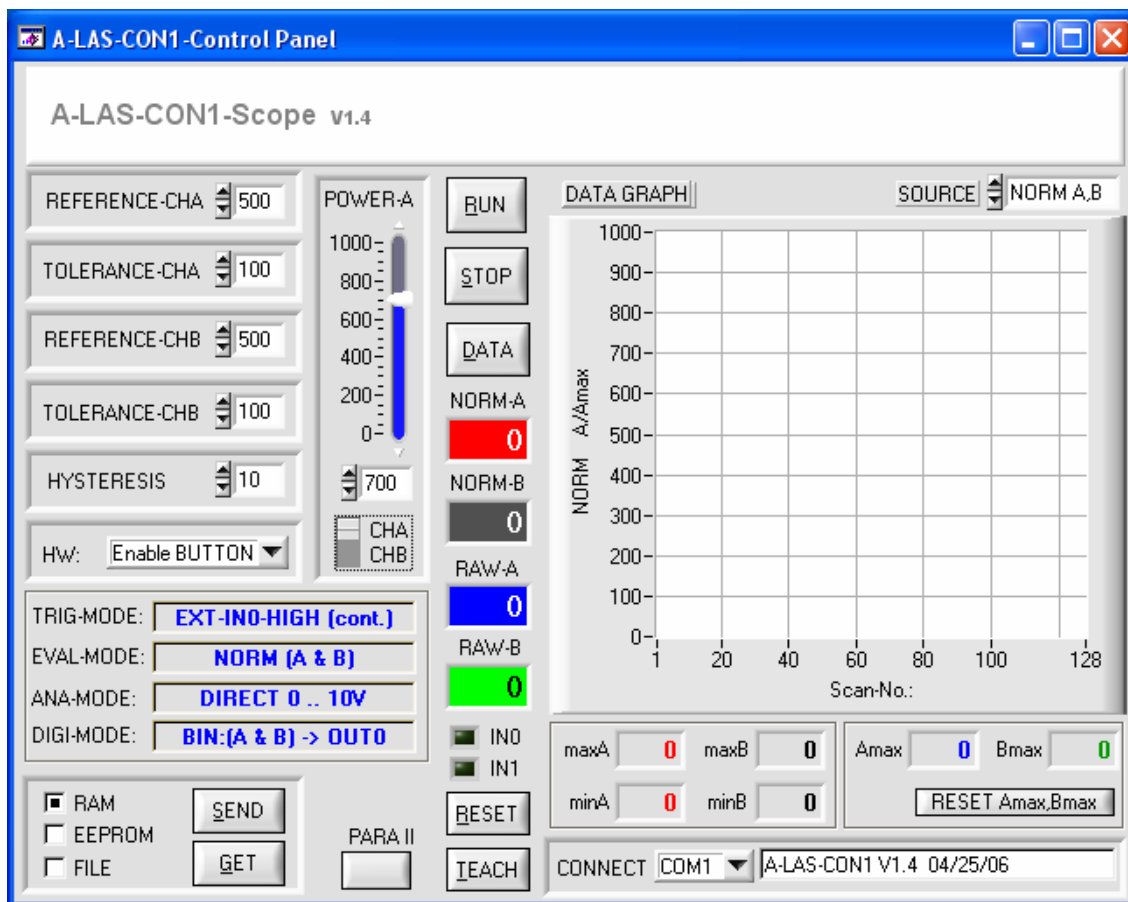 A-LAS-CON1-Control Panel
A-LAS-CON1-Scope V1.4
REFERENCE-CHA 500
TOLERANCE-CHA 100
REFERENCE-CHB 500
TOLERANCE-CHB 100
HYSTERESIS 10
HW: Enable BUTTON
POWER-A
1000
800
600
400
200
0
700
CHA
CHB
RUN
STOP
DATA
NORM-A
0
NORM-B
0
RAW-A
0
RAW-B
0
IN0
IN1
RESET
TEACH
DATA GRAPH
SOURCE NORM A,B
NORM A/Amax
1000
900
800
700
600
500
400
300
200
100
0
1 20 40 60 80 100 128
Scan-No.:
TRIG-MODE: EXT-IN0-HIGH (cont.)
EVAL-MODE: NORM (A & B)
ANA-MODE: DIRECT 0 .. 10V
DIGI-MODE: BIN:(A & B) -> OUT0
RAM
EEPROM
FILE
SEND
GET
PARA II
maxA 0 maxB 0
minA 0 minB 0
Amax 0 Bmax 0
RESET Amax,Bmax
CONNECT COM1 A-LAS-CON1 V1.4 04/25/06